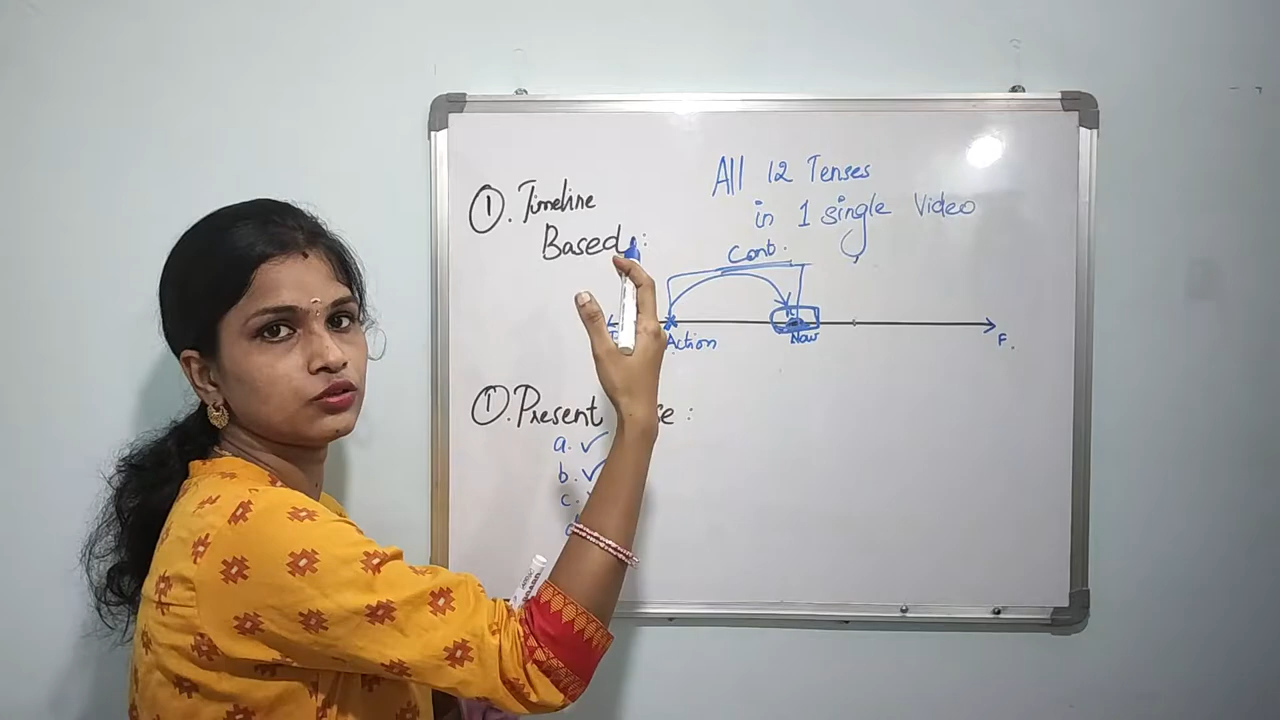 All 12 Tenses
in 1 single Video
①. Timeline
Based :
Cont.
Action
Now
F.
①. Present
a. ✓
b. ✓
c.